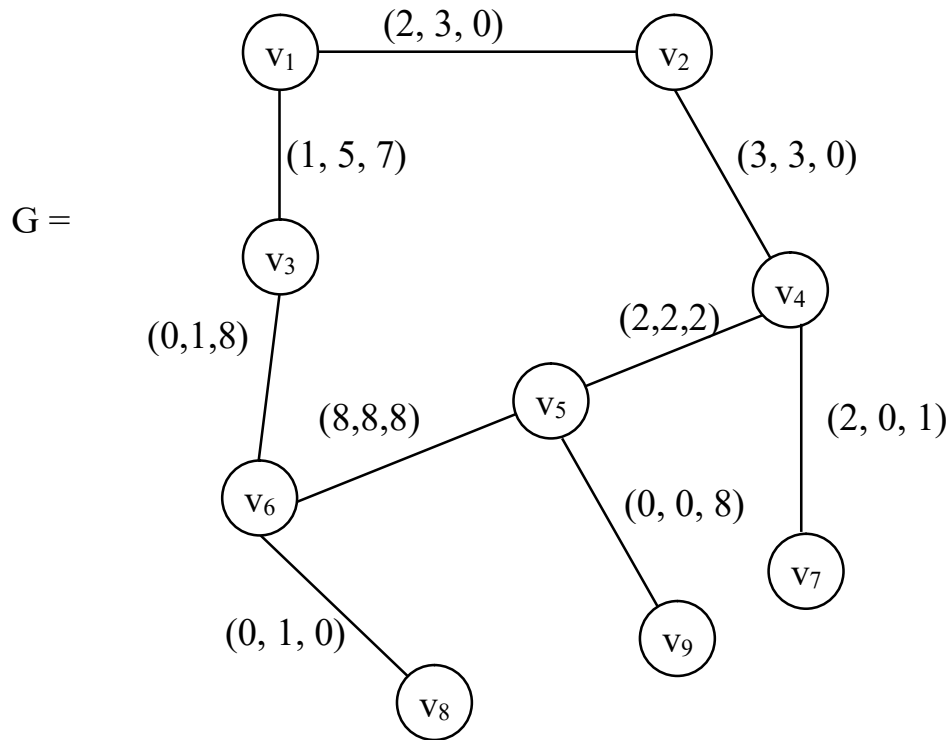 (2, 3, 0)
v₁
v₂
(1, 5, 7)
(3, 3, 0)
G =
v₃
v₄
(0,1,8)
(2,2,2)
v₅
(8,8,8)
(2, 0, 1)
v₆
(0, 0, 8)
v₇
(0, 1, 0)
v₉
v₈